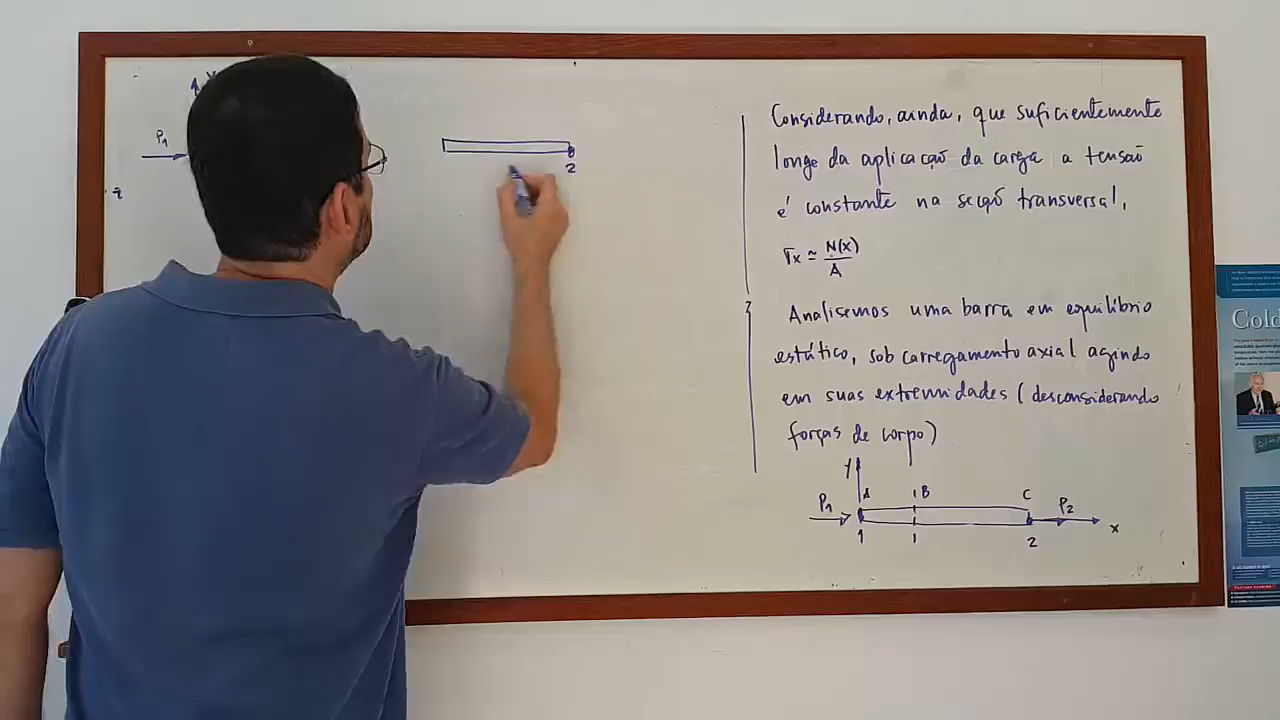 P1
2
Considerando, ainda, que suficientemente
longe da aplicação da carga a tensão
é constante na seção transversal,
σx ≃ N(x)/A
Analisemos uma barra em equilíbrio
estático, sob carregamento axial agindo
em suas extremidades (desconsiderando
forças de corpo)
y
A B C
P1 P2
x
1 2
Cold